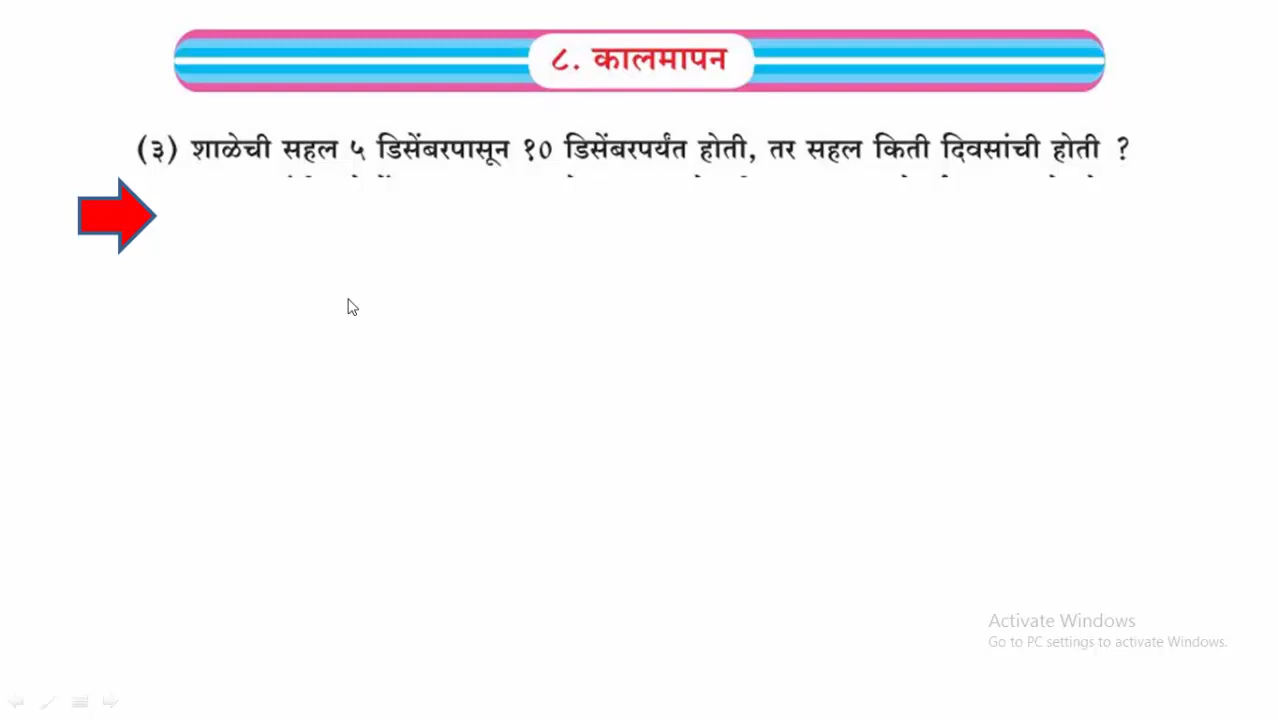 ८. कालमापन
(३) शाळेची सहल ५ डिसेंबरपासून १० डिसेंबरपर्यंत होती, तर सहल किती दिवसांची होती ?
Activate Windows
Go to PC settings to activate Windows.